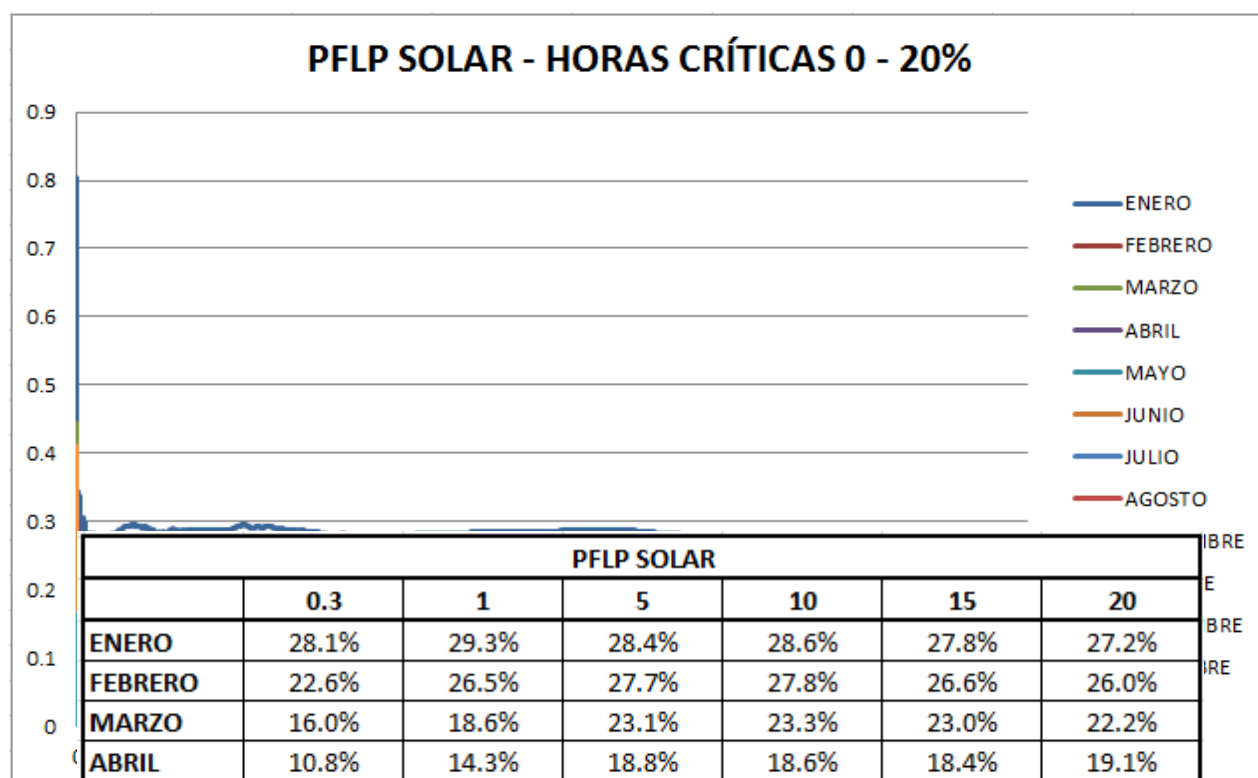 PFLP SOLAR - HORAS CRÍTICAS 0 - 20%
0.9
0.8
0.7
0.6
0.5
0.4
0.3
0.2
0.1
0
ENERO
FEBRERO
MARZO
ABRIL
MAYO
JUNIO
JULIO
AGOSTO
PFLP SOLAR
0.3 1 5 10 15 20
ENERO 28.1% 29.3% 28.4% 28.6% 27.8% 27.2%
FEBRERO 22.6% 26.5% 27.7% 27.8% 26.6% 26.0%
MARZO 16.0% 18.6% 23.1% 23.3% 23.0% 22.2%
ABRIL 10.8% 14.3% 18.8% 18.6% 18.4% 19.1%